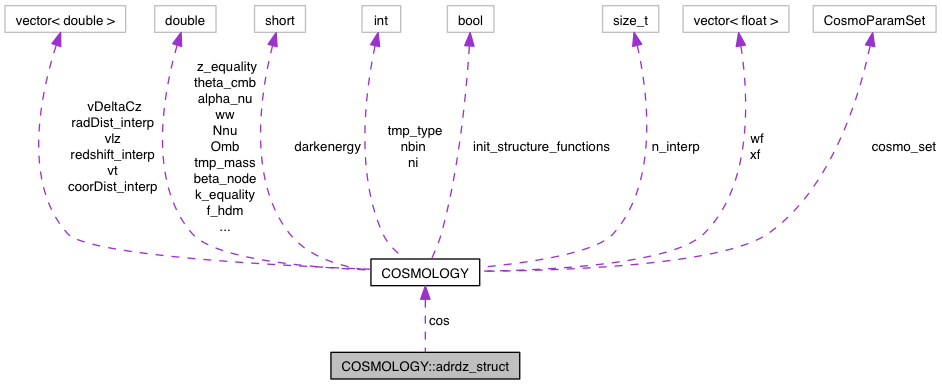 vector< double >
double
short
int
bool
size_t
vector< float >
CosmoParamSet
vDeltaCz
radDist_interp
vlz
redshift_interp
vt
coorDist_interp
z_equality
theta_cmb
alpha_nu
ww
Nnu
Omb
tmp_mass
beta_node
k_equality
f_hdm
...
darkenergy
tmp_type
nbin
ni
init_structure_functions
n_interp
wf
xf
cosmo_set
COSMOLOGY
cos
COSMOLOGY::adrdz_struct